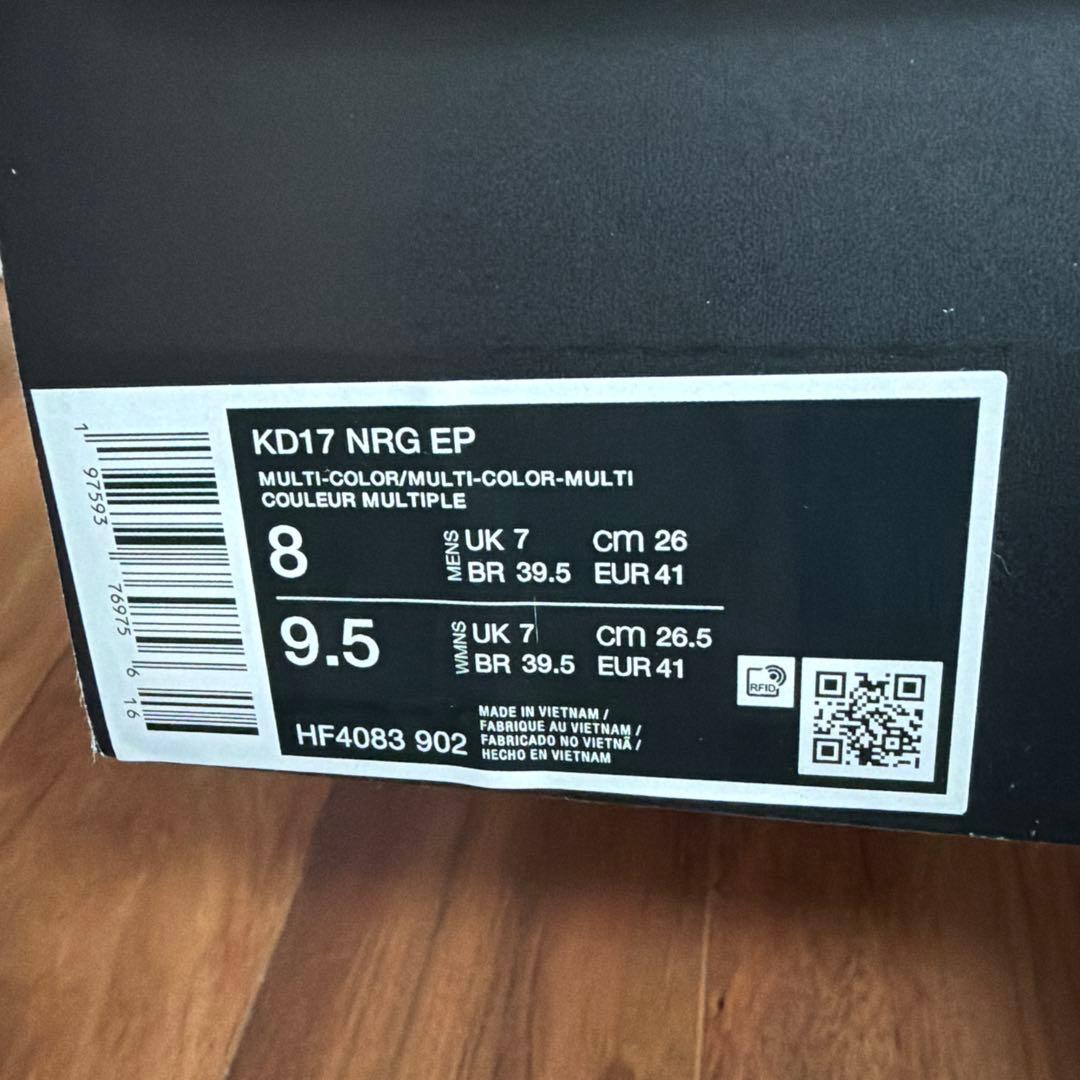 KD17 NRG EP
MULTI-COLOR/MULTI-COLOR-MULTI
COULEUR MULTIPLE
8 MENS UK 7 CM 26
BR 39.5 EUR 41
9.5 WMNS UK 7 CM 26.5
BR 39.5 EUR 41
HF4083 902
MADE IN VIETNAM /
FABRIQUE AU VIETNAM /
FABRICADO NO VIETNÃ /
HECHO EN VIETNAM
RFID
1 97593 76975 6 16